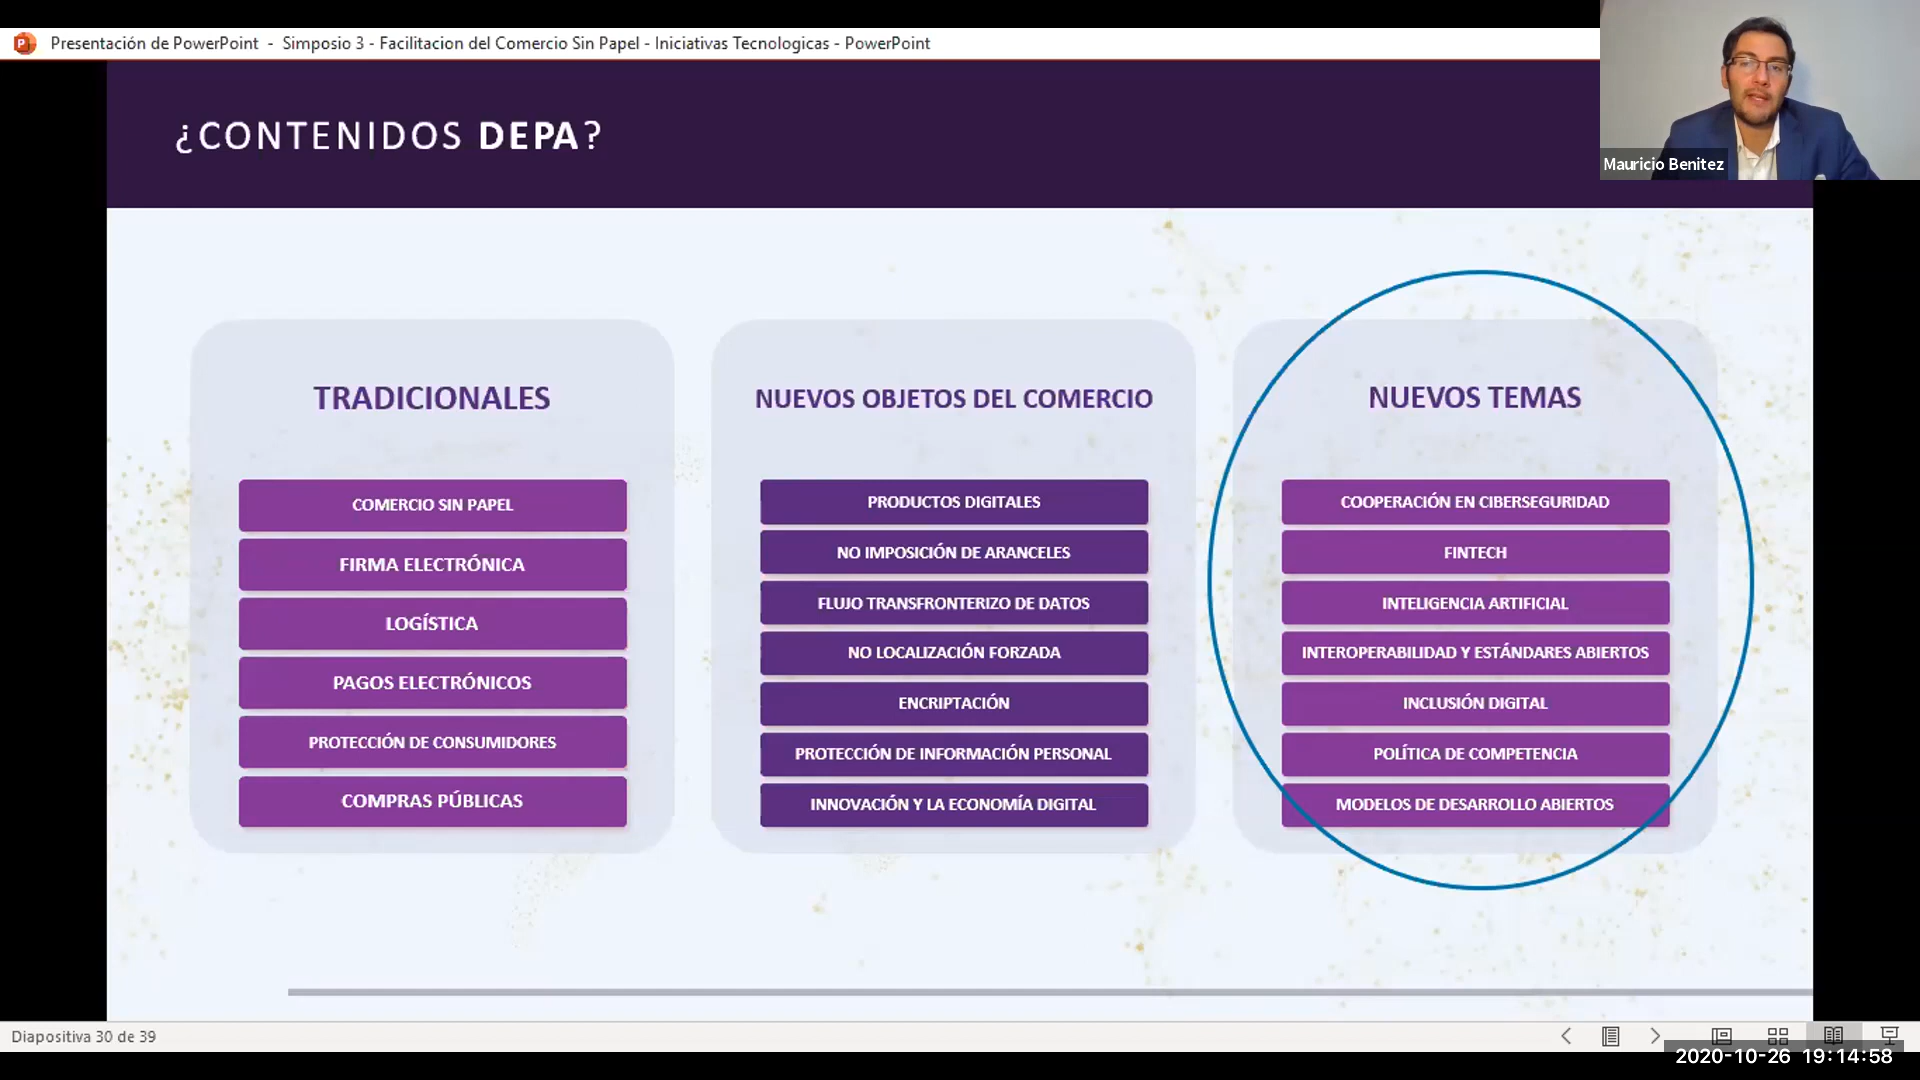 Presentación de PowerPoint - Simposio 3 - Facilitacion del Comercio Sin Papel - Iniciativas Tecnologicas - PowerPoint
Mauricio Benitez
¿CONTENIDOS DEPA?
TRADICIONALES
COMERCIO SIN PAPEL
FIRMA ELECTRÓNICA
LOGÍSTICA
PAGOS ELECTRÓNICOS
PROTECCIÓN DE CONSUMIDORES
COMPRAS PÚBLICAS
NUEVOS OBJETOS DEL COMERCIO
PRODUCTOS DIGITALES
NO IMPOSICIÓN DE ARANCELES
FLUJO TRANSFRONTERIZO DE DATOS
NO LOCALIZACIÓN FORZADA
ENCRIPTACIÓN
PROTECCIÓN DE INFORMACIÓN PERSONAL
INNOVACIÓN Y LA ECONOMÍA DIGITAL
NUEVOS TEMAS
COOPERACIÓN EN CIBERSEGURIDAD
FINTECH
INTELIGENCIA ARTIFICIAL
INTEROPERABILIDAD Y ESTÁNDARES ABIERTOS
INCLUSIÓN DIGITAL
POLÍTICA DE COMPETENCIA
MODELOS DE DESARROLLO ABIERTOS
Diapositiva 30 de 39
2020-10-26 19:14:58